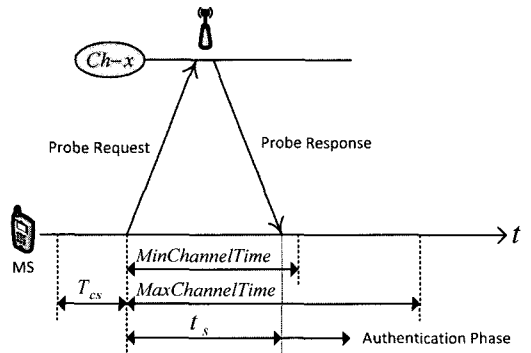 Ch-x
Probe Request
Probe Response
MS
t
MinChannelTime
T_cs
MaxChannelTime
t_s
Authentication Phase